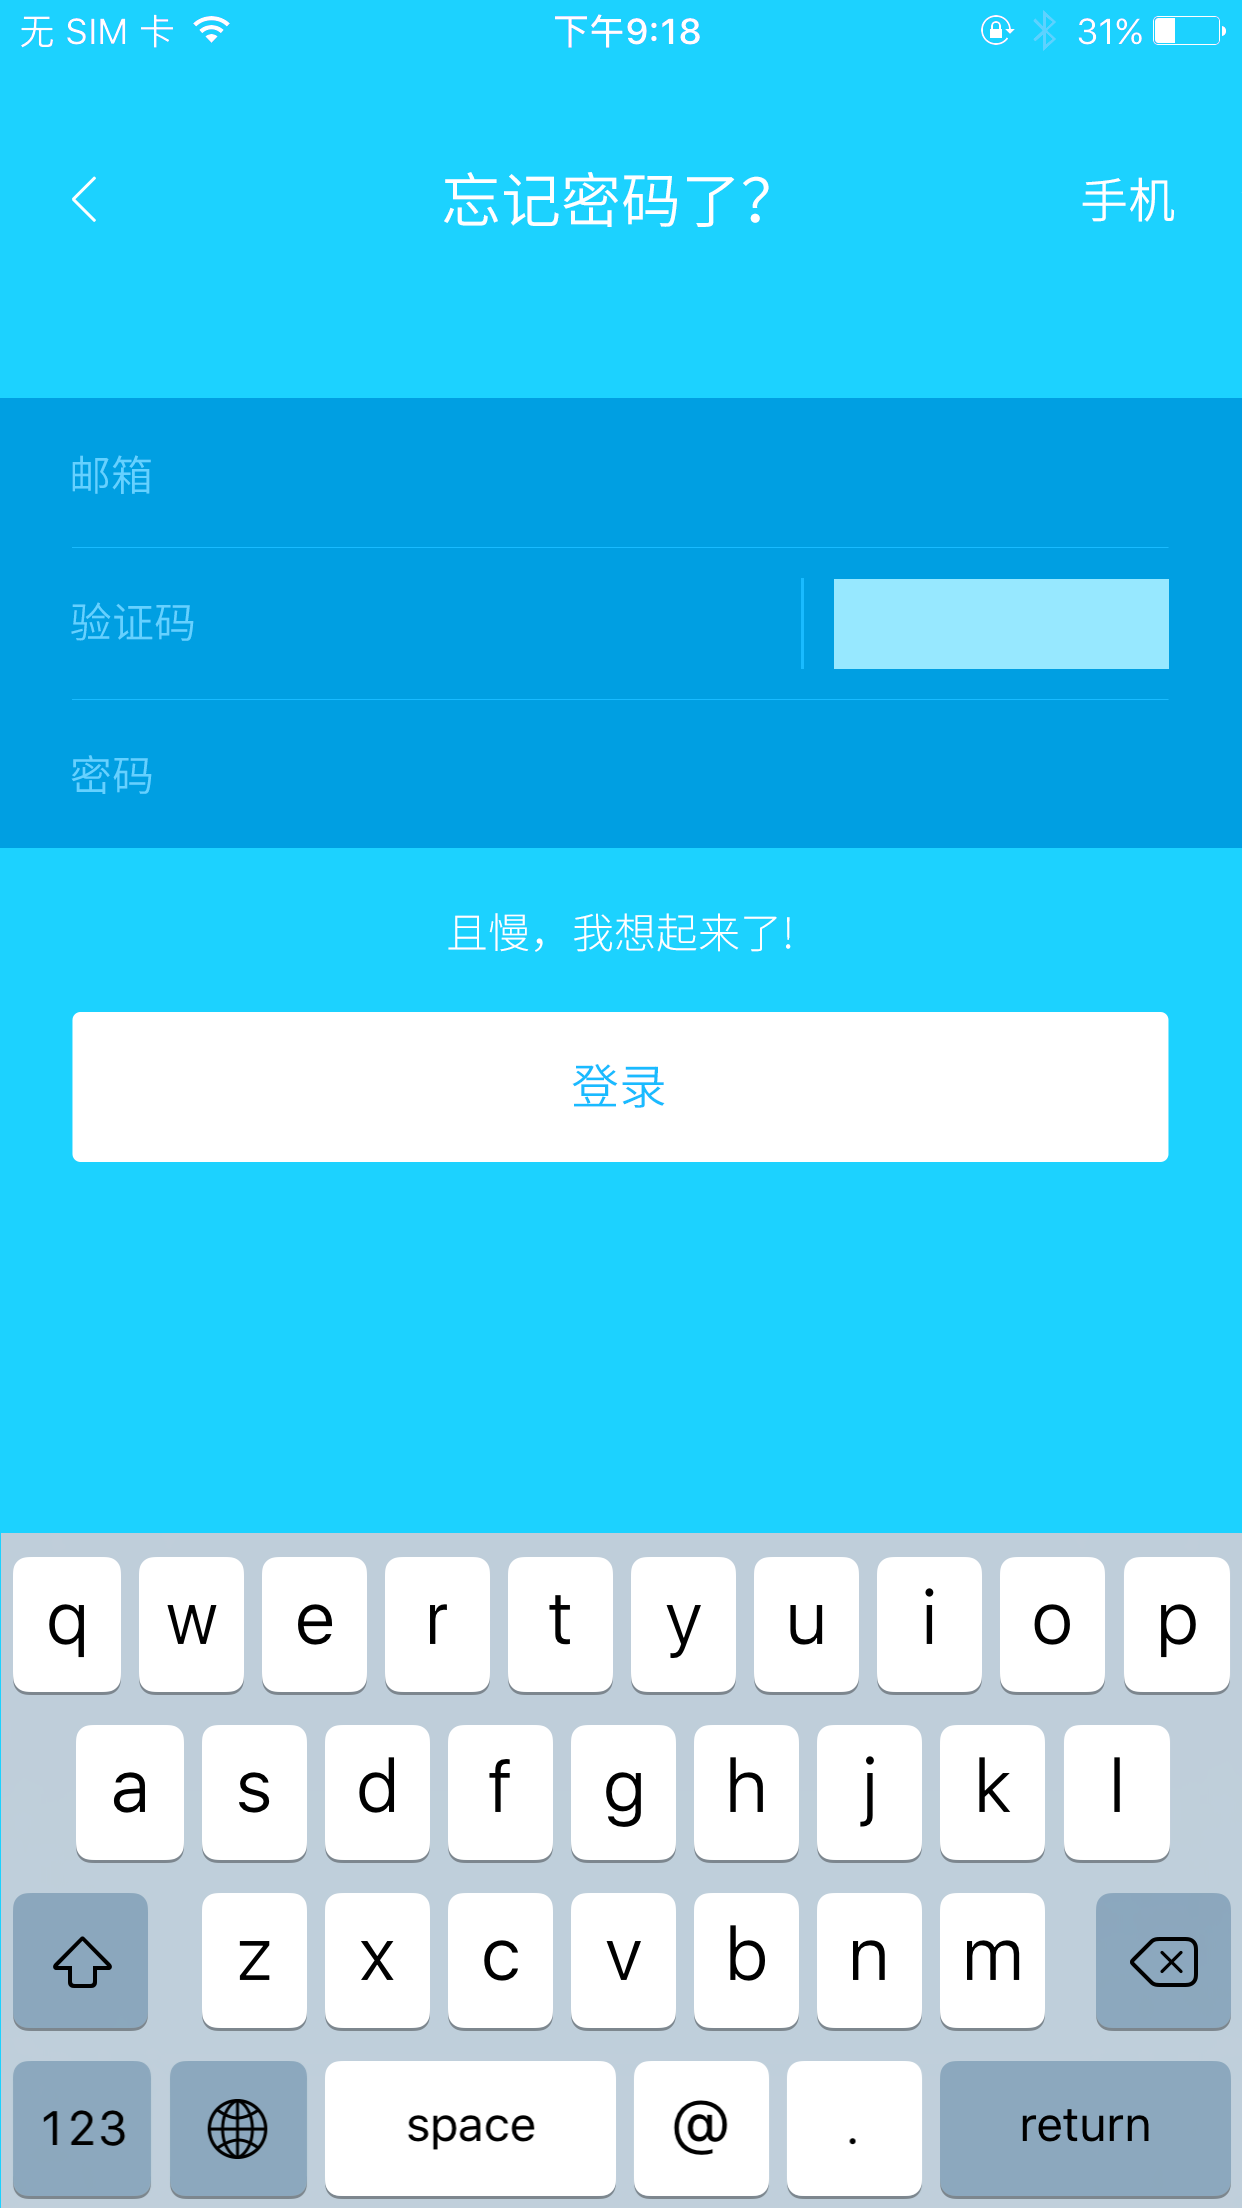 无 SIM 卡 下午9:18 31%
忘记密码了？ 手机
邮箱
验证码
密码
且慢，我想起来了!
登录
q w e r t y u i o p
a s d f g h j k l
z x c v b n m
123 space @ . return